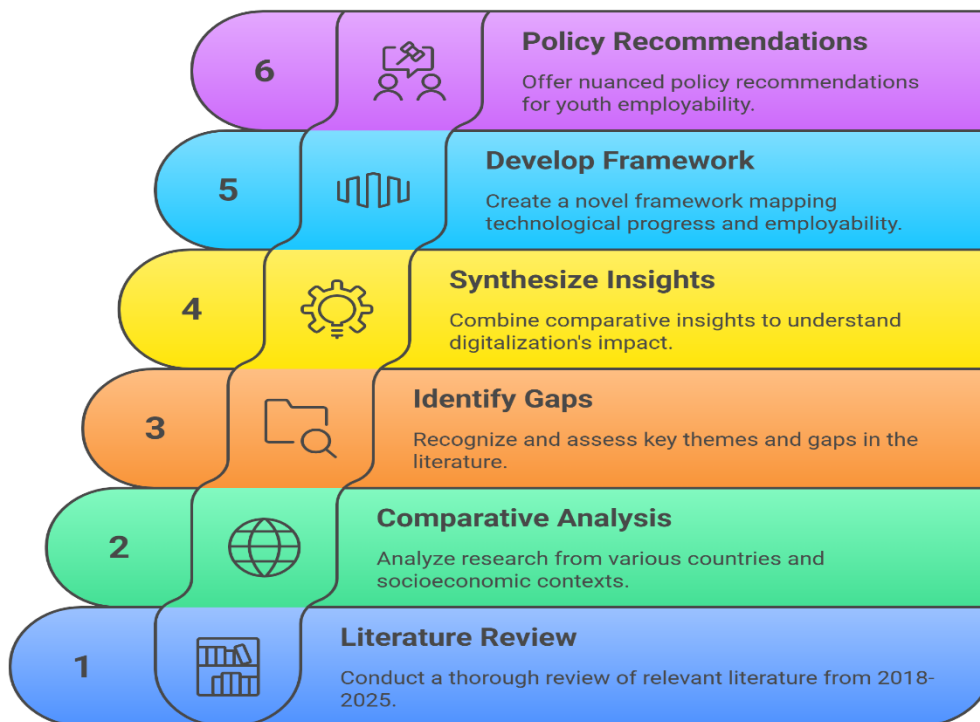 6
Policy Recommendations
Offer nuanced policy recommendations
for youth employability.
5
Develop Framework
Create a novel framework mapping
technological progress and employability.
4
Synthesize Insights
Combine comparative insights to understand
digitalization's impact.
3
Identify Gaps
Recognize and assess key themes and gaps in the
literature.
2
Comparative Analysis
Analyze research from various countries and
socioeconomic contexts.
1
Literature Review
Conduct a thorough review of relevant literature from 2018-
2025.